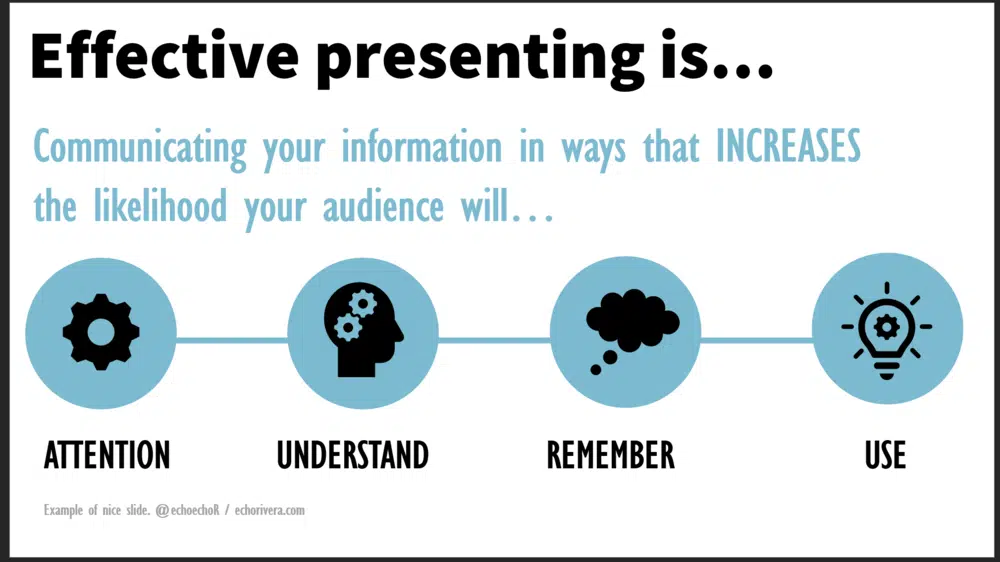 Effective presenting is...
Communicating your information in ways that INCREASES
the likelihood your audience will...
ATTENTION
UNDERSTAND
REMEMBER
USE
Example of nice slide. @echoechoR / echorivera.com